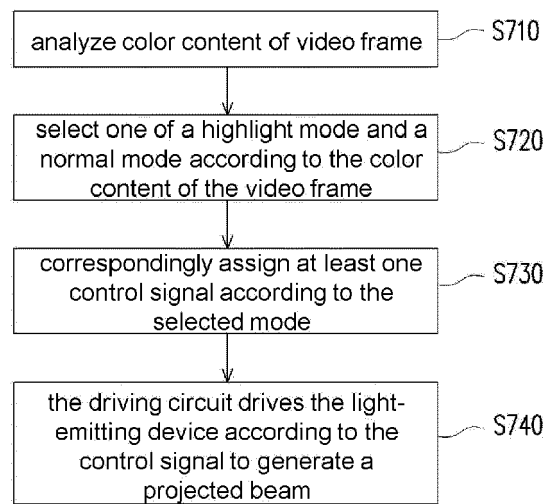 analyze color content of video frame
S710
select one of a highlight mode and a
normal mode according to the color
content of the video frame
S720
correspondingly assign at least one
control signal according to the
selected mode
S730
the driving circuit drives the light-
emitting device according to the
control signal to generate a
projected beam
S740